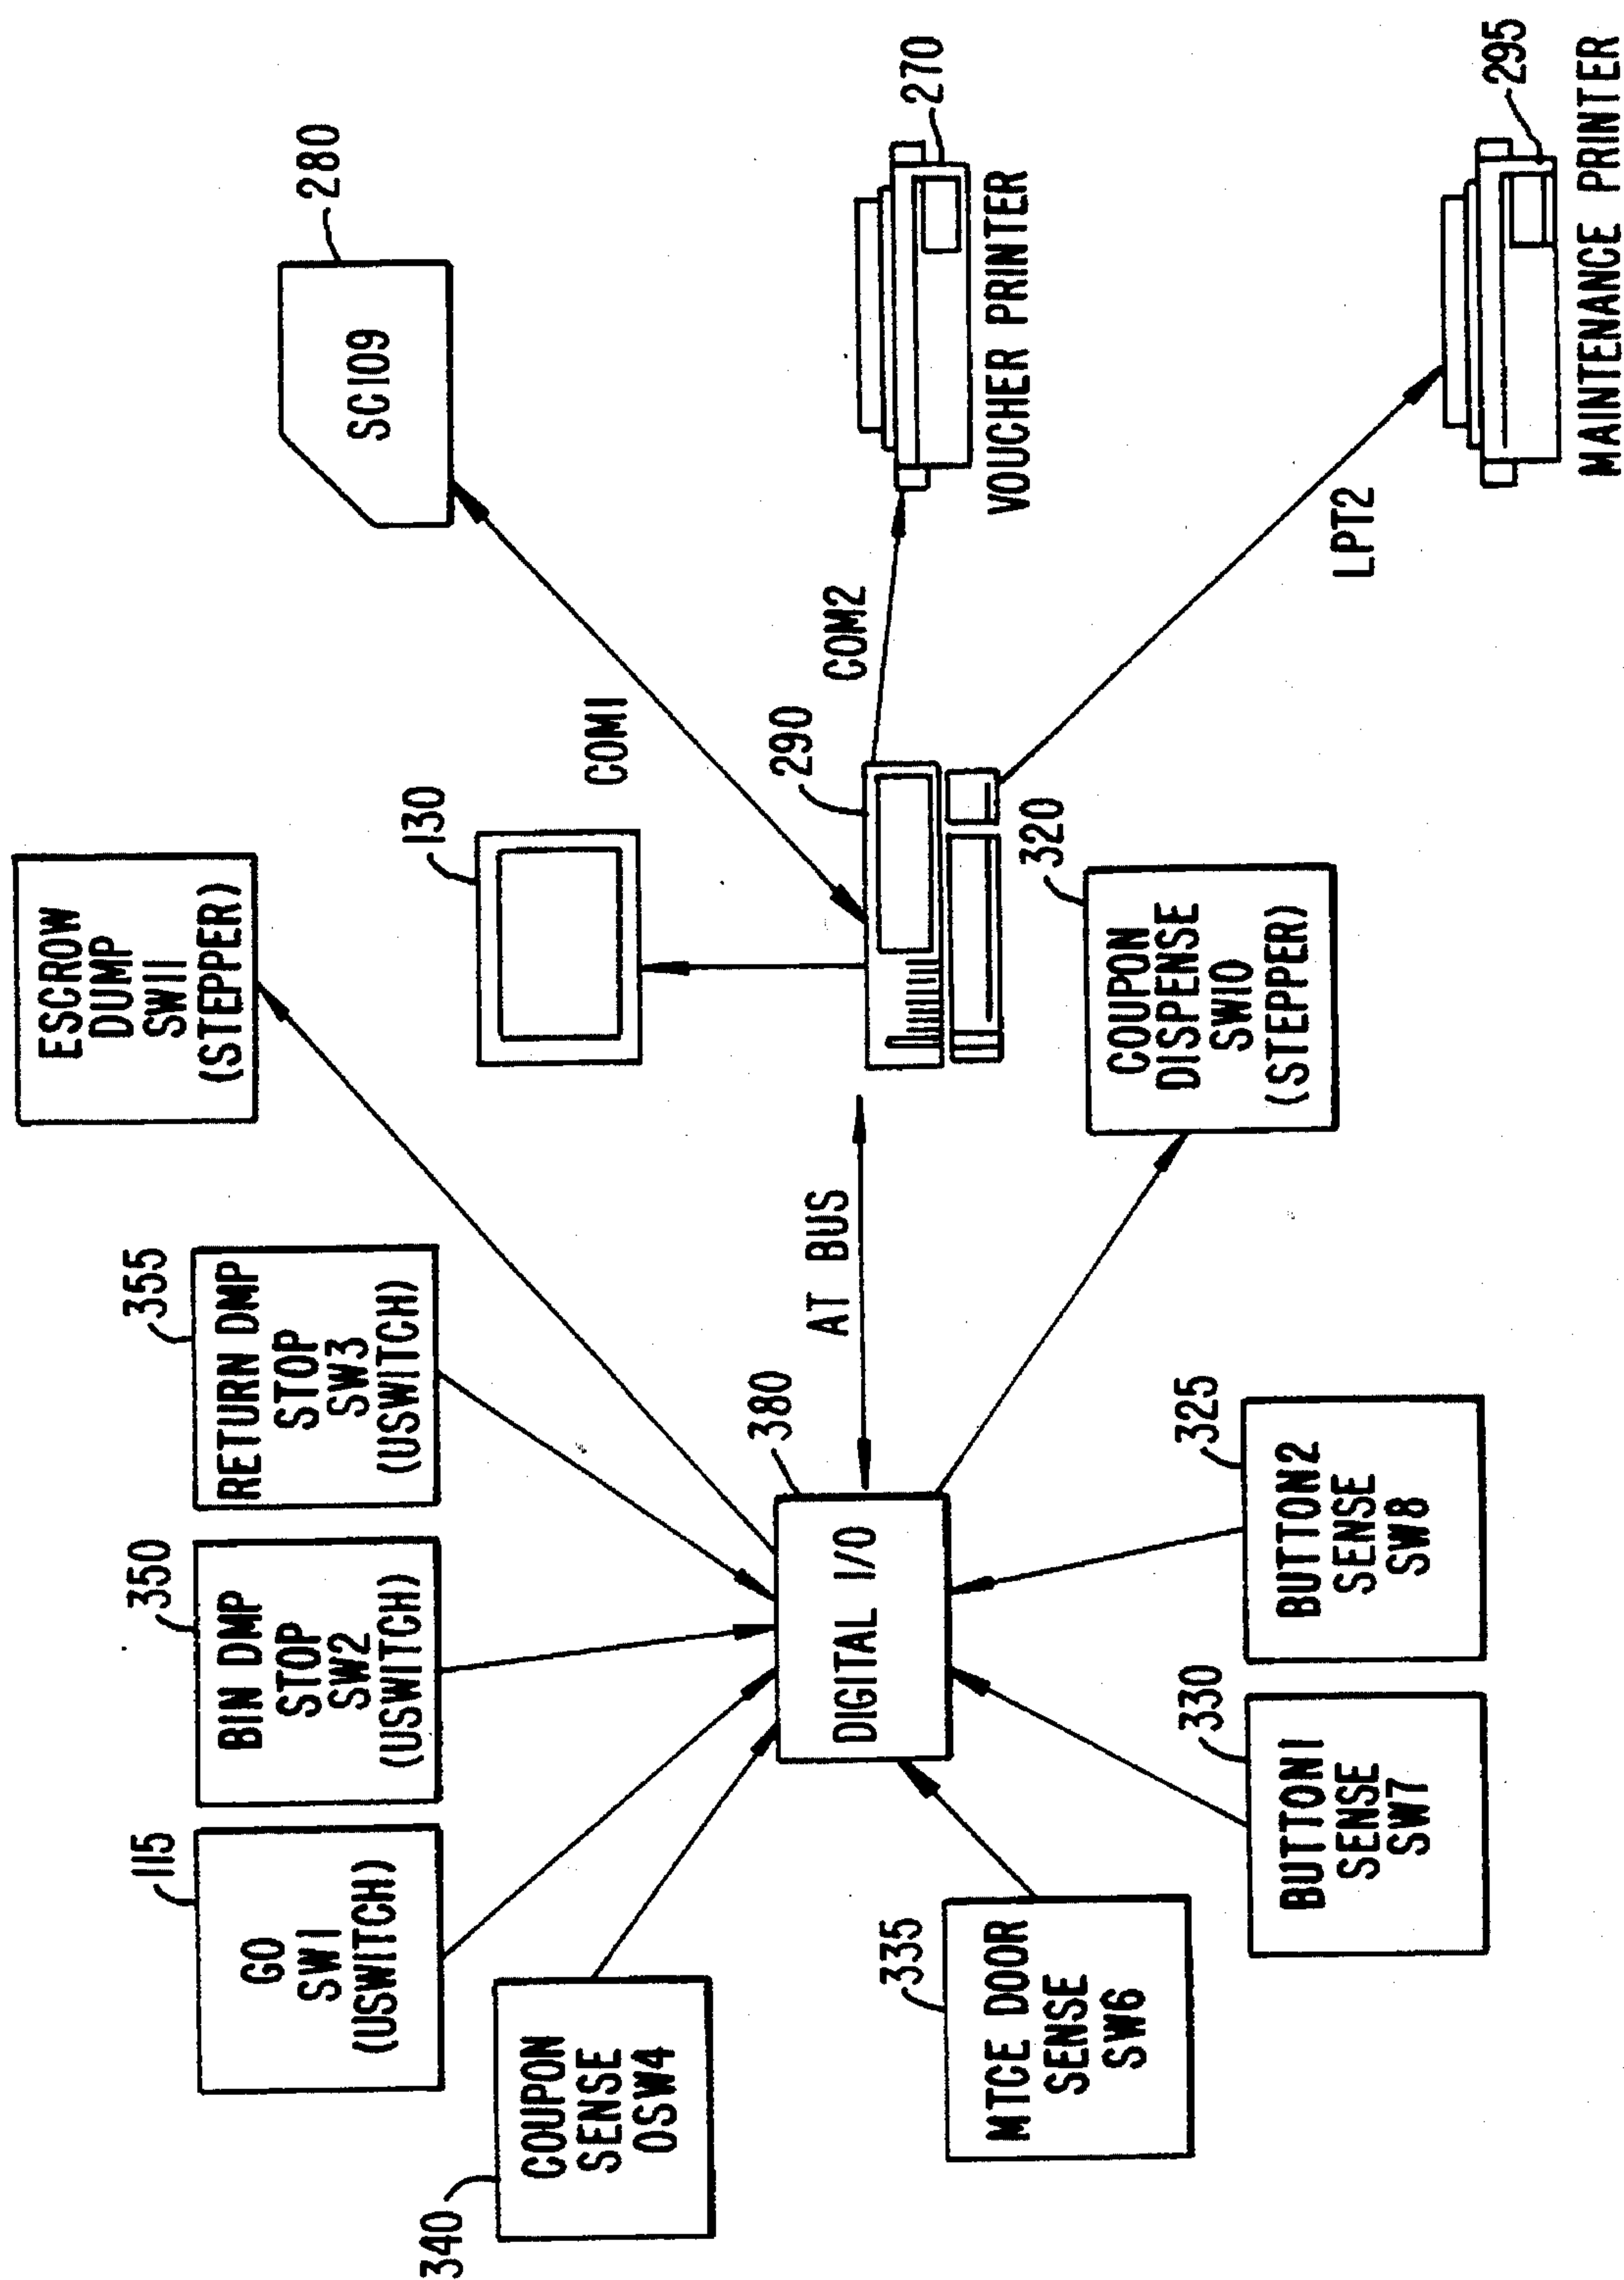 340
COUPON
SENSE
OSW4
115
GO
SW1
(USWITCH)
350
BIN DMP
STOP
SW2
(USWITCH)
355
RETURN DMP
STOP
SW3
(USWITCH)
ESCROW
DUMP
SW11
(STEPPER)
130
COM1
280
SC109
335
MTCE DOOR
SENSE
SW6
380
DIGITAL I/O
AT BUS
290
COM2
270
VOUCHER PRINTER
330
BUTTON1
SENSE
SW7
325
BUTTON2
SENSE
SW8
320
COUPON
DISPENSE
SW10
(STEPPER)
LPT2
295
MAINTENANCE PRINTER